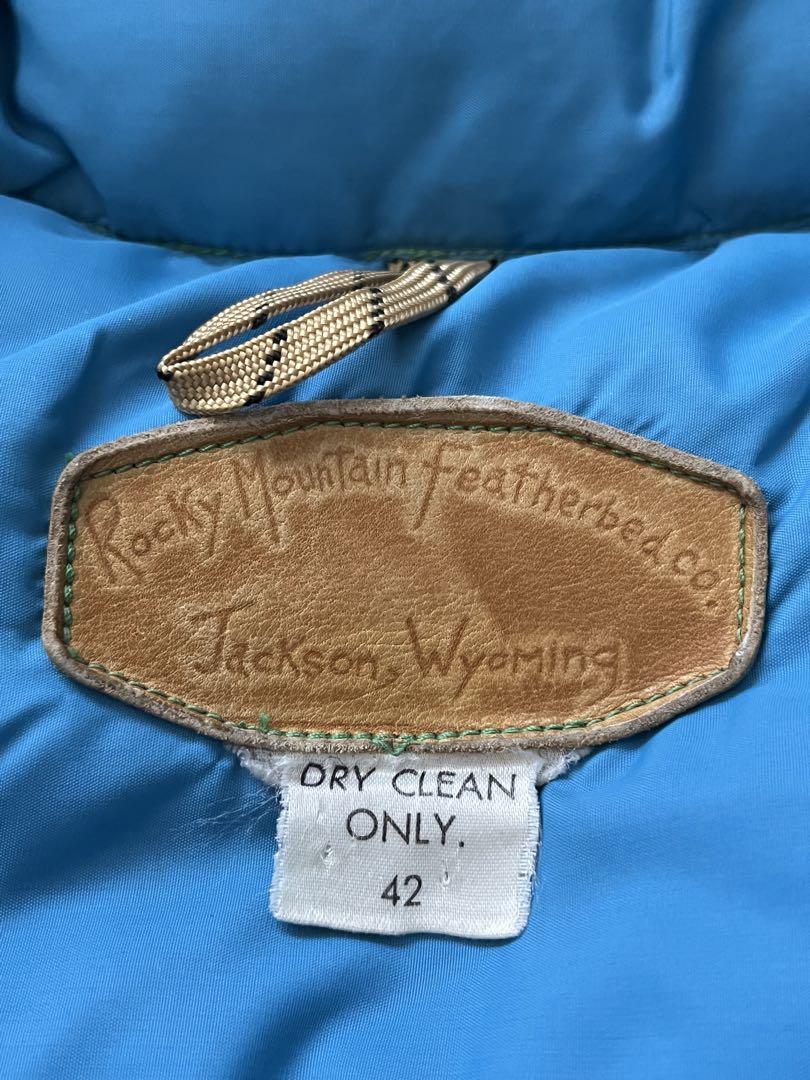 Rocky Mountain Featherbed co.
Jackson, Wyoming
DRY CLEAN
ONLY.
42